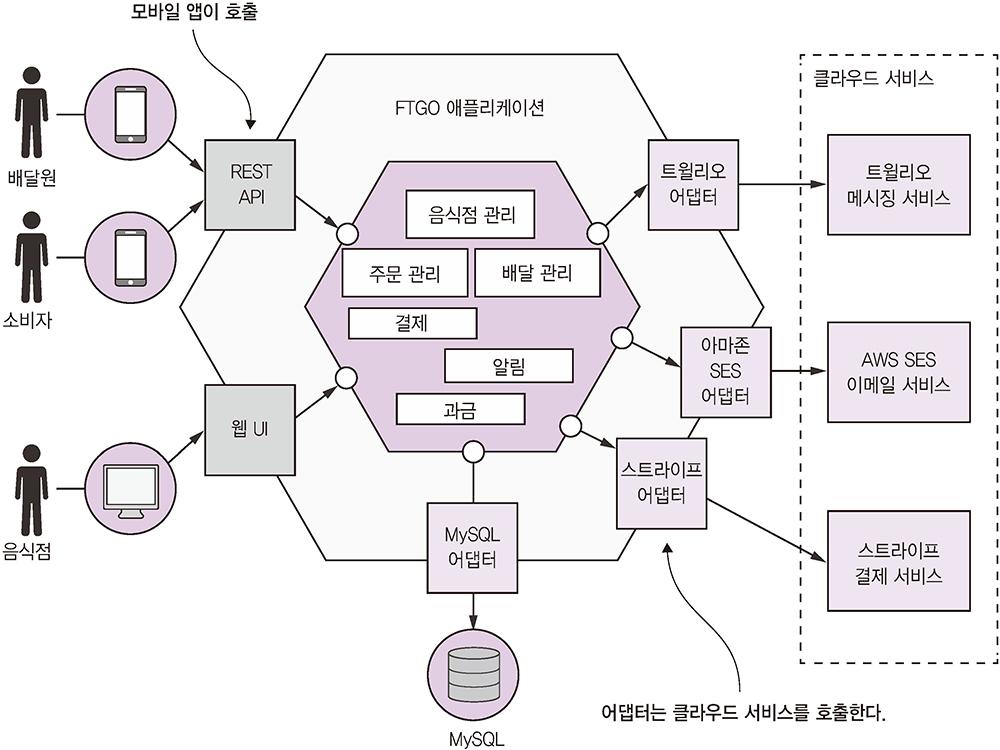 모바일 앱이 호출
배달원
소비자
음식점
REST
API
웹 UI
FTGO 애플리케이션
음식점 관리
주문 관리
배달 관리
결제
알림
과금
트윌리오
어댑터
아마존
SES
어댑터
스트라이프
어댑터
MySQL
어댑터
MySQL
클라우드 서비스
트윌리오
메시징 서비스
AWS SES
이메일 서비스
스트라이프
결제 서비스
어댑터는 클라우드 서비스를 호출한다.